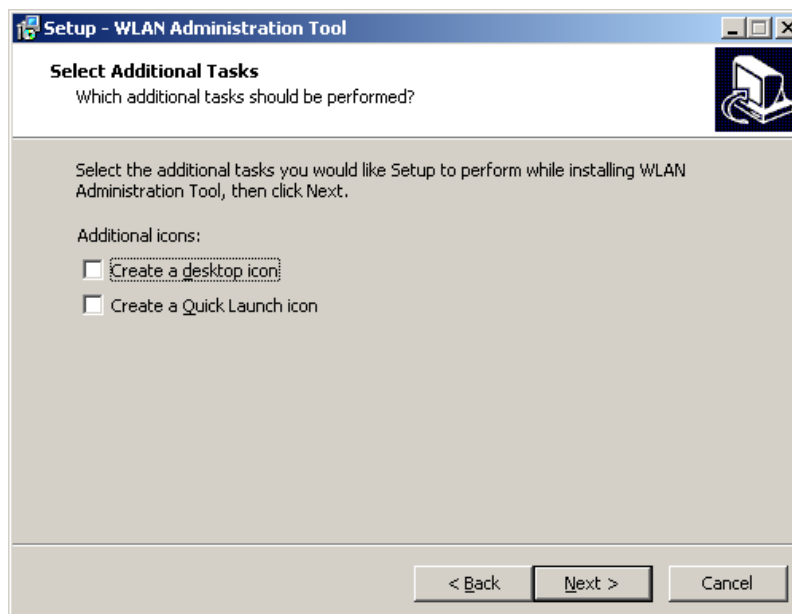 Setup - WLAN Administration Tool
Select Additional Tasks
Which additional tasks should be performed?
Select the additional tasks you would like Setup to perform while installing WLAN
Administration Tool, then click Next.
Additional icons:
Create a desktop icon
Create a Quick Launch icon
< Back
Next >
Cancel